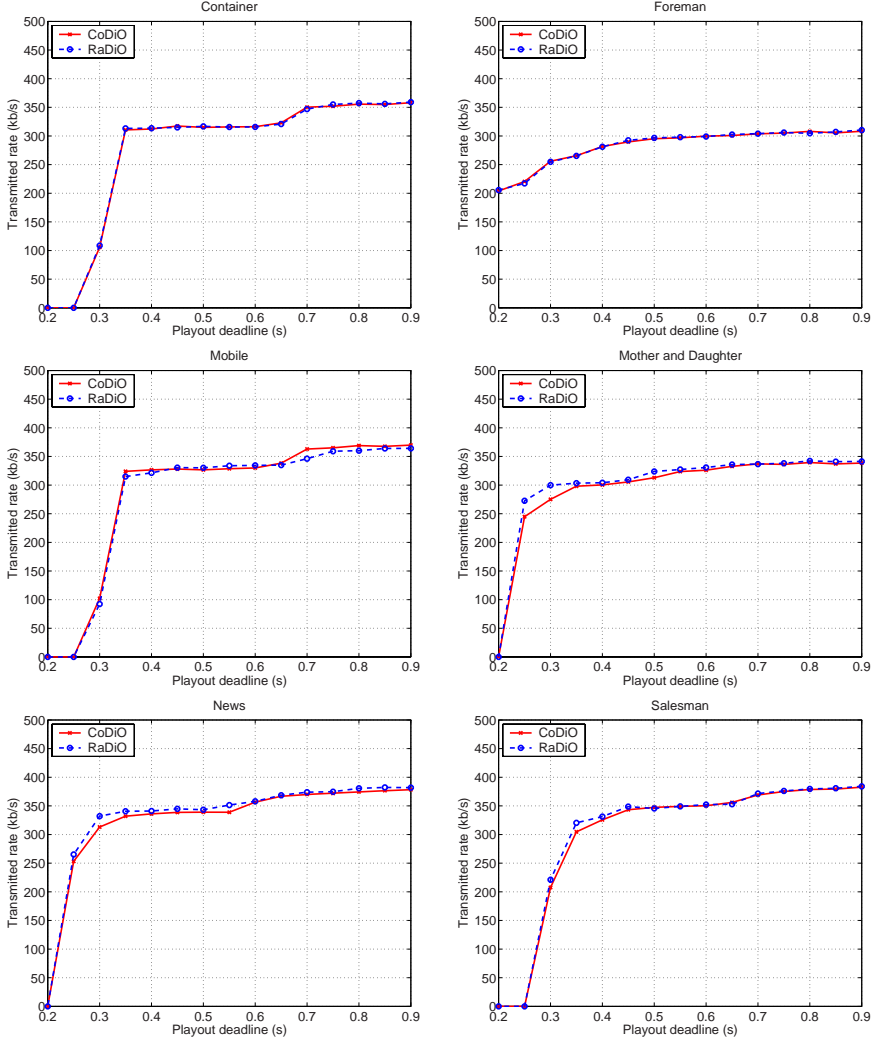 Container
Transmitted rate (kb/s)
500
450
400
350
300
250
200
150
100
50
0
CoDiO
RaDiO
0.2 0.3 0.4 0.5 0.6 0.7 0.8 0.9
Playout deadline (s)
Foreman
Transmitted rate (kb/s)
500
450
400
350
300
250
200
150
100
50
0
CoDiO
RaDiO
0.2 0.3 0.4 0.5 0.6 0.7 0.8 0.9
Playout deadline (s)
Mobile
Transmitted rate (kb/s)
500
450
400
350
300
250
200
150
100
50
0
CoDiO
RaDiO
0.2 0.3 0.4 0.5 0.6 0.7 0.8 0.9
Playout deadline (s)
Mother and Daughter
Transmitted rate (kb/s)
500
450
400
350
300
250
200
150
100
50
0
CoDiO
RaDiO
0.2 0.3 0.4 0.5 0.6 0.7 0.8 0.9
Playout deadline (s)
News
Transmitted rate (kb/s)
500
450
400
350
300
250
200
150
100
50
0
CoDiO
RaDiO
0.2 0.3 0.4 0.5 0.6 0.7 0.8 0.9
Playout deadline (s)
Salesman
Transmitted rate (kb/s)
500
450
400
350
300
250
200
150
100
50
0
CoDiO
RaDiO
0.2 0.3 0.4 0.5 0.6 0.7 0.8 0.9
Playout deadline (s)